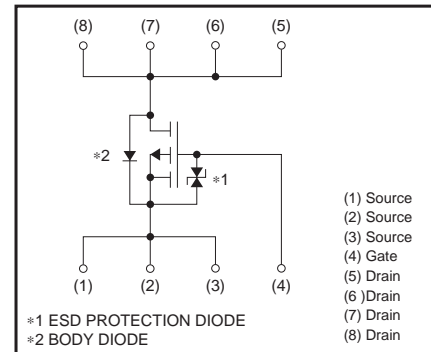 (8) (7) (6) (5)
∗2
∗1
(1) Source
(2) Source
(3) Source
(4) Gate
(5) Drain
(6 )Drain
(7) Drain
(8) Drain
(1) (2) (3) (4)
∗1 ESD PROTECTION DIODE
∗2 BODY DIODE